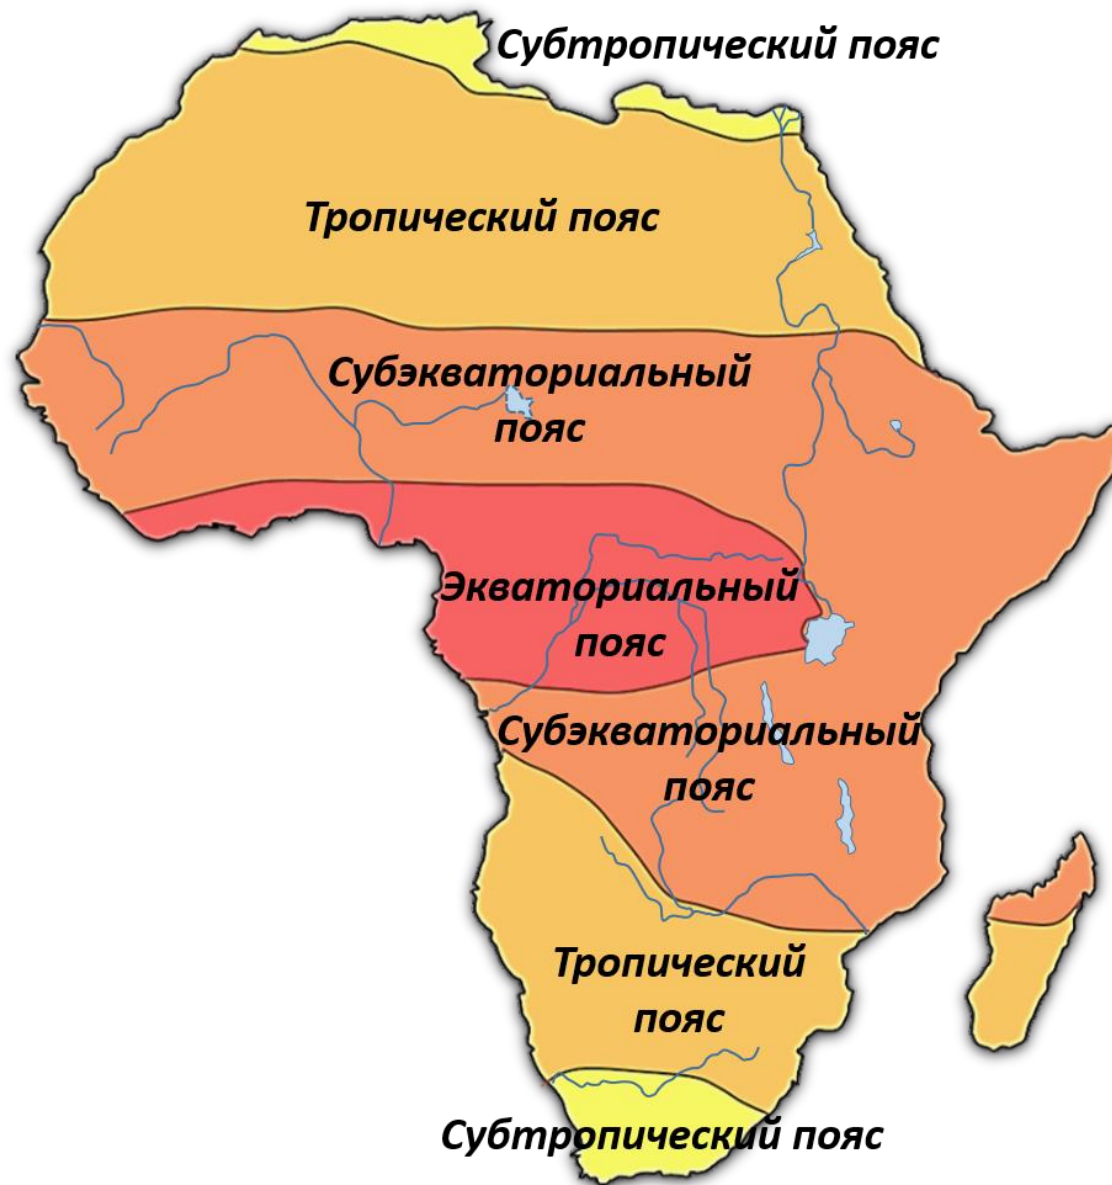 Субтропический пояс
Тропический пояс
Субэкваториальный
пояс
Экваториальный
пояс
Субэкваториальный
пояс
Тропический
пояс
Субтропический пояс